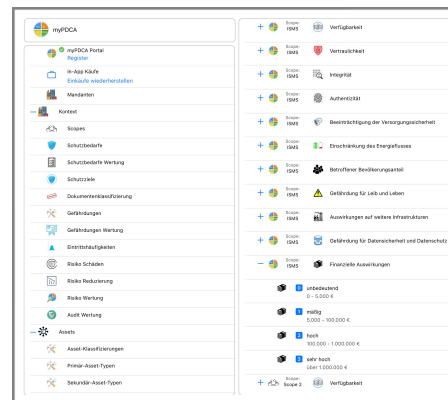 myPDCA
myPDCA Portal
Register
In-App Käufe
Einkäufe wiederherstellen
Mandanten
Kontext
Scopes
Schutzbedarfe
Schutzbedarfe Wertung
Schutzziele
Dokumentenklassifizierung
Gefährdungen
Gefährdungen Wertung
Eintrittshäufigkeiten
Risiko Schäden
Risiko Reduzierung
Risiko Wertung
Audit Wertung
Assets
Asset-Klassifizierungen
Primär-Asset-Typen
Sekundär-Asset-Typen
Scope:
ISMS
Verfügbarkeit
Scope:
ISMS
Vertraulichkeit
Scope:
ISMS
Integrität
Scope:
ISMS
Authentizität
Scope:
ISMS
Beeinträchtigung der Versorgungssicherheit
Scope:
ISMS
Einschränkung des Energieflusses
Scope:
ISMS
Betroffener Bevölkerungsanteil
Scope:
ISMS
Gefährdung für Leib und Leben
Scope:
ISMS
Auswirkungen auf weitere Infrastrukturen
Scope:
ISMS
Gefährdung für Datensicherheit und Datenschutz
Scope:
ISMS
Finanzielle Auswirkungen
0 unbedeutend
0 - 5.000 €
1 mäßig
5.000 - 100.000 €
2 hoch
100.000 - 1.000.000 €
3 sehr hoch
über 1.000.000 €
Scope:
Scope 2
Verfügbarkeit